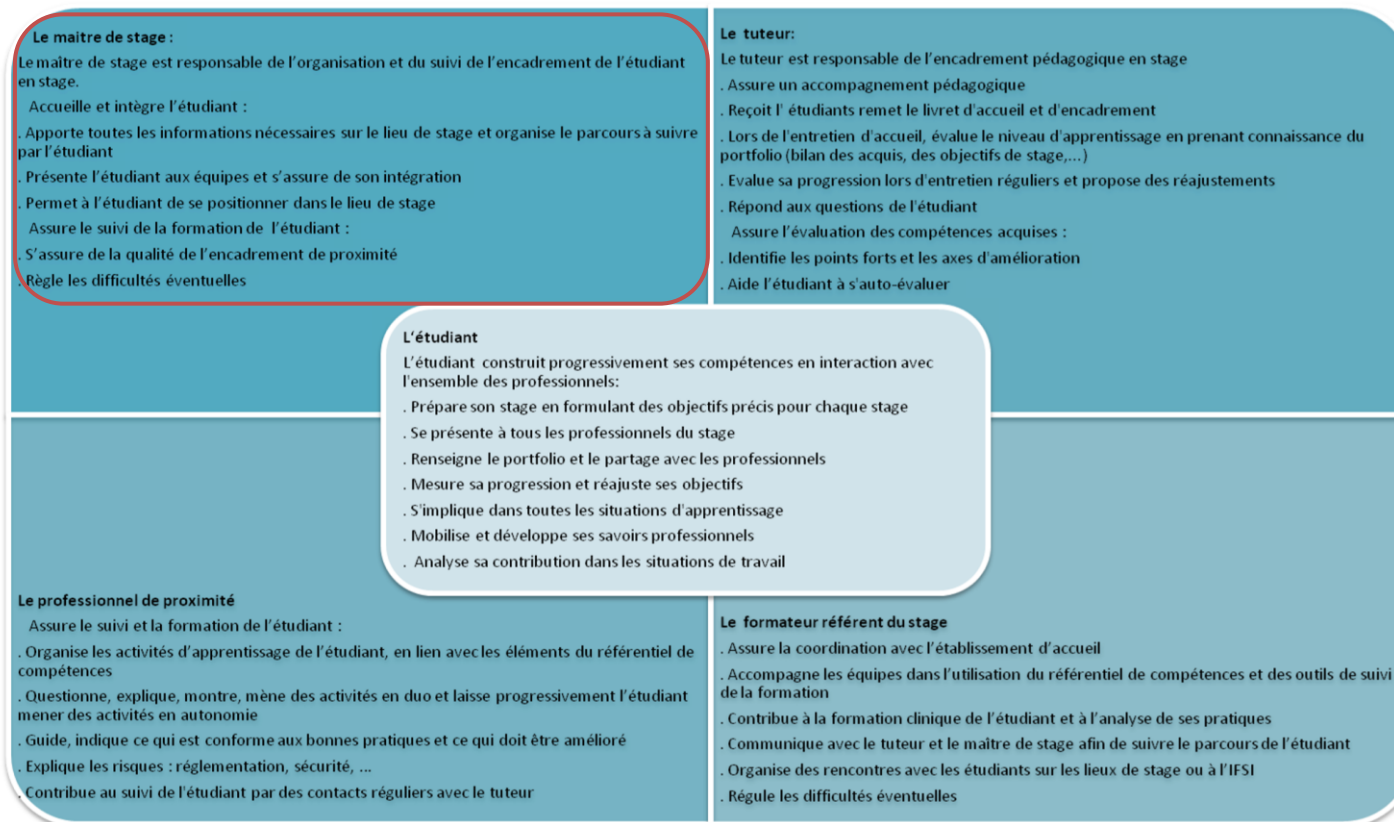 Le maitre de stage :
Le maître de stage est responsable de l'organisation et du suivi de l'encadrement de l'étudiant
en stage.
Accueille et intègre l'étudiant :
. Apporte toutes les informations nécessaires sur le lieu de stage et organise le parcours à suivre
par l'étudiant
. Présente l'étudiant aux équipes et s'assure de son intégration
. Permet à l'étudiant de se positionner dans le lieu de stage
Assure le suivi de la formation de l'étudiant :
. S'assure de la qualité de l'encadrement de proximité
. Règle les difficultés éventuelles
Le tuteur:
Le tuteur est responsable de l'encadrement pédagogique en stage
. Assure un accompagnement pédagogique
. Reçoit l' étudiants remet le livret d'accueil et d'encadrement
. Lors de l'entretien d'accueil, évalue le niveau d'apprentissage en prenant connaissance du
portfolio (bilan des acquis, des objectifs de stage,...)
. Evalue sa progression lors d'entretien réguliers et propose des réajustements
. Répond aux questions de l'étudiant
Assure l'évaluation des compétences acquises :
. Identifie les points forts et les axes d'amélioration
. Aide l'étudiant à s'auto-évaluer
L'étudiant
L'étudiant construit progressivement ses compétences en interaction avec
l'ensemble des professionnels:
. Prépare son stage en formulant des objectifs précis pour chaque stage
. Se présente à tous les professionnels du stage
. Renseigne le portfolio et le partage avec les professionnels
. Mesure sa progression et réajuste ses objectifs
. S'implique dans toutes les situations d'apprentissage
. Mobilise et développe ses savoirs professionnels
. Analyse sa contribution dans les situations de travail
Le professionnel de proximité
Assure le suivi et la formation de l'étudiant :
. Organise les activités d'apprentissage de l'étudiant, en lien avec les éléments du référentiel de
compétences
. Questionne, explique, montre, mène des activités en duo et laisse progressivement l'étudiant
mener des activités en autonomie
. Guide, indique ce qui est conforme aux bonnes pratiques et ce qui doit être amélioré
. Explique les risques : réglementation, sécurité, ...
. Contribue au suivi de l'étudiant par des contacts réguliers avec le tuteur
Le formateur référent du stage
. Assure la coordination avec l'établissement d'accueil
. Accompagne les équipes dans l'utilisation du référentiel de compétences et des outils de suivi
de la formation
. Contribue à la formation clinique de l'étudiant et à l'analyse de ses pratiques
. Communique avec le tuteur et le maître de stage afin de suivre le parcours de l'étudiant
. Organise des rencontres avec les étudiants sur les lieux de stage ou à l'IFSI
. Régule les difficultés éventuelles